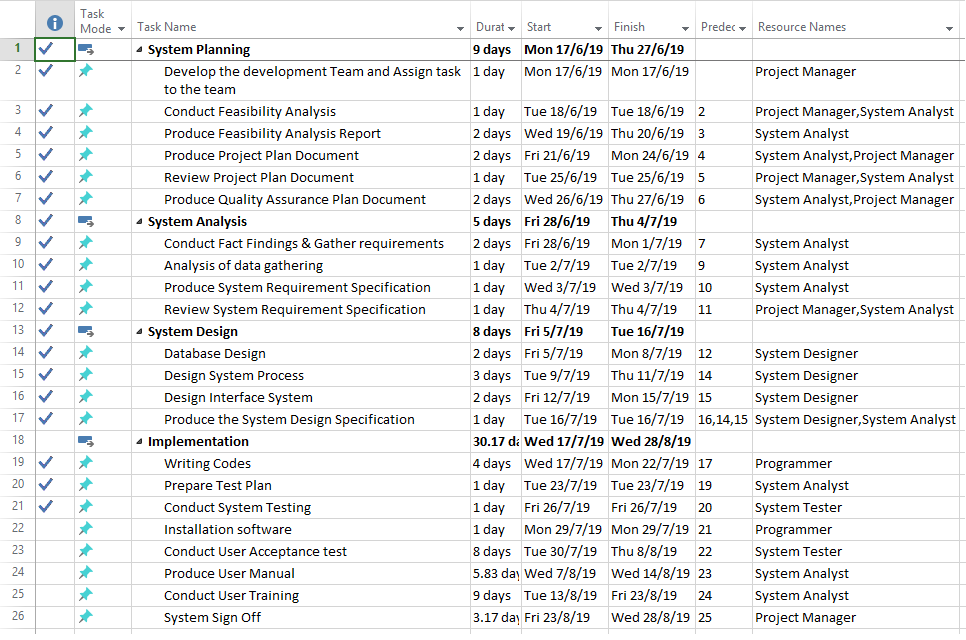 Task Mode Task Name Durat Start Finish Predec Resource Names
1 System Planning 9 days Mon 17/6/19 Thu 27/6/19
2 Develop the development Team and Assign task 1 day Mon 17/6/19 Mon 17/6/19 Project Manager
to the team
3 Conduct Feasibility Analysis 1 day Tue 18/6/19 Tue 18/6/19 2 Project Manager,System Analyst
4 Produce Feasibility Analysis Report 2 days Wed 19/6/19 Thu 20/6/19 3 System Analyst
5 Produce Project Plan Document 2 days Fri 21/6/19 Mon 24/6/19 4 System Analyst,Project Manager
6 Review Project Plan Document 1 day Tue 25/6/19 Tue 25/6/19 5 Project Manager,System Analyst
7 Produce Quality Assurance Plan Document 2 days Wed 26/6/19 Thu 27/6/19 6 System Analyst,Project Manager
8 System Analysis 5 days Fri 28/6/19 Thu 4/7/19
9 Conduct Fact Findings & Gather requirements 2 days Fri 28/6/19 Mon 1/7/19 7 System Analyst
10 Analysis of data gathering 1 day Tue 2/7/19 Tue 2/7/19 9 System Analyst
11 Produce System Requirement Specification 1 day Wed 3/7/19 Wed 3/7/19 10 System Analyst
12 Review System Requirement Specification 1 day Thu 4/7/19 Thu 4/7/19 11 Project Manager,System Analyst
13 System Design 8 days Fri 5/7/19 Tue 16/7/19
14 Database Design 2 days Fri 5/7/19 Mon 8/7/19 12 System Designer
15 Design System Process 3 days Tue 9/7/19 Thu 11/7/19 14 System Designer
16 Design Interface System 2 days Fri 12/7/19 Mon 15/7/19 15 System Designer
17 Produce the System Design Specification 1 day Tue 16/7/19 Tue 16/7/19 16,14,15 System Designer,System Analyst
18 Implementation 30.17 da Wed 17/7/19 Wed 28/8/19
19 Writing Codes 4 days Wed 17/7/19 Mon 22/7/19 17 Programmer
20 Prepare Test Plan 1 day Tue 23/7/19 Tue 23/7/19 19 System Analyst
21 Conduct System Testing 1 day Fri 26/7/19 Fri 26/7/19 20 System Tester
22 Installation software 1 day Mon 29/7/19 Mon 29/7/19 21 Programmer
23 Conduct User Acceptance test 8 days Tue 30/7/19 Thu 8/8/19 22 System Tester
24 Produce User Manual 5.83 day Wed 7/8/19 Wed 14/8/19 23 System Analyst
25 Conduct User Training 9 days Tue 13/8/19 Fri 23/8/19 24 System Analyst
26 System Sign Off 3.17 day Fri 23/8/19 Wed 28/8/19 25 Project Manager